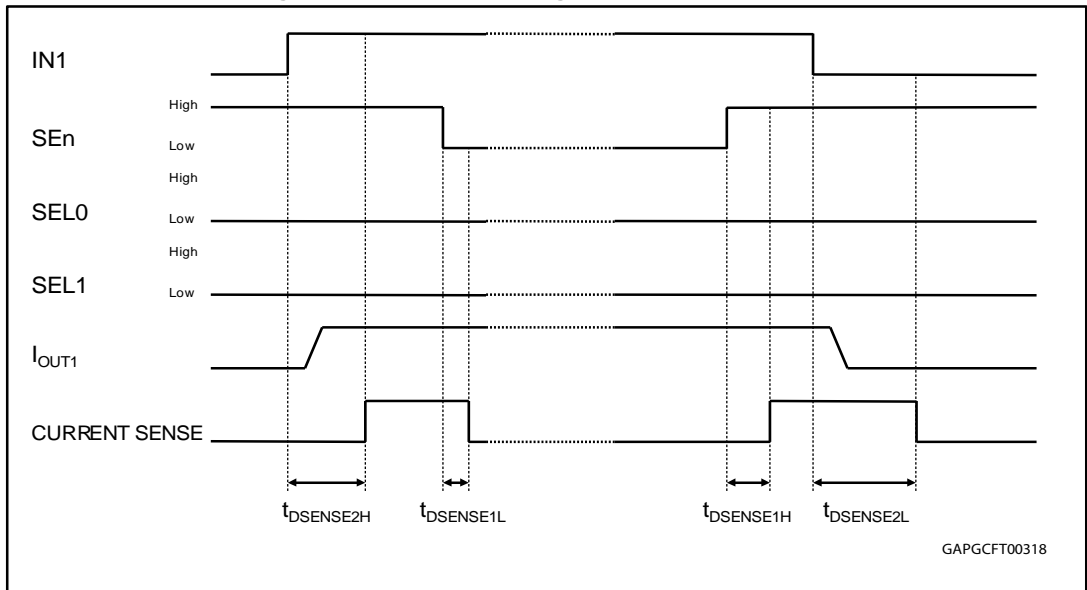 IN1
High
SEn
Low
High
SEL0
Low
High
SEL1
Low
IOUT1
CURRENT SENSE
tDSENSE2H
tDSENSE1L
tDSENSE1H
tDSENSE2L
GAPGCFT00318